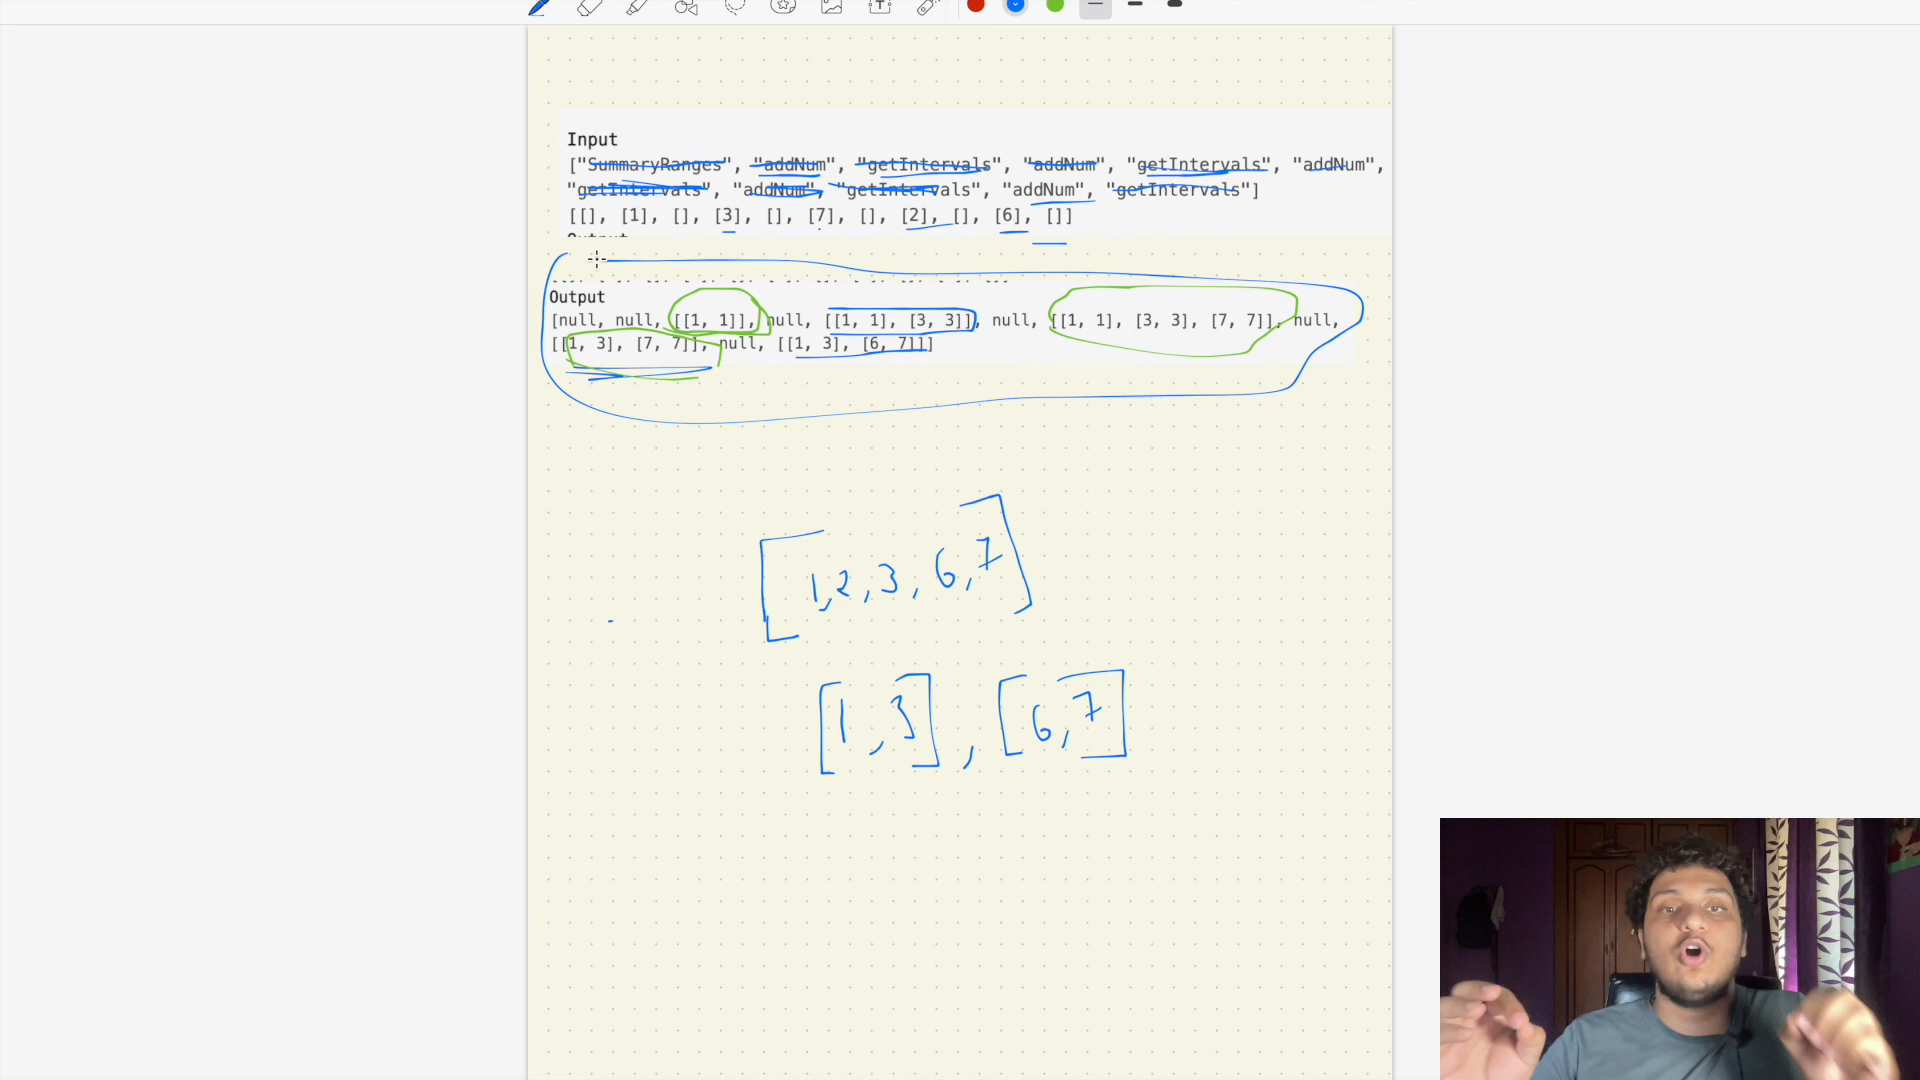 Input
["SummaryRanges", "addNum", "getIntervals", "addNum", "getIntervals", "addNum",
"getIntervals", "addNum", "getIntervals", "addNum", "getIntervals"]
[[], [1], [], [3], [], [7], [], [2], [], [6], []]
Output
Output
[null, null, [[1, 1]], null, [[1, 1], [3, 3]], null, [[1, 1], [3, 3], [7, 7]], null,
[[1, 3], [7, 7]], null, [[1, 3], [6, 7]]]
[1,2,3,6,7]
[1,3],[6,7]